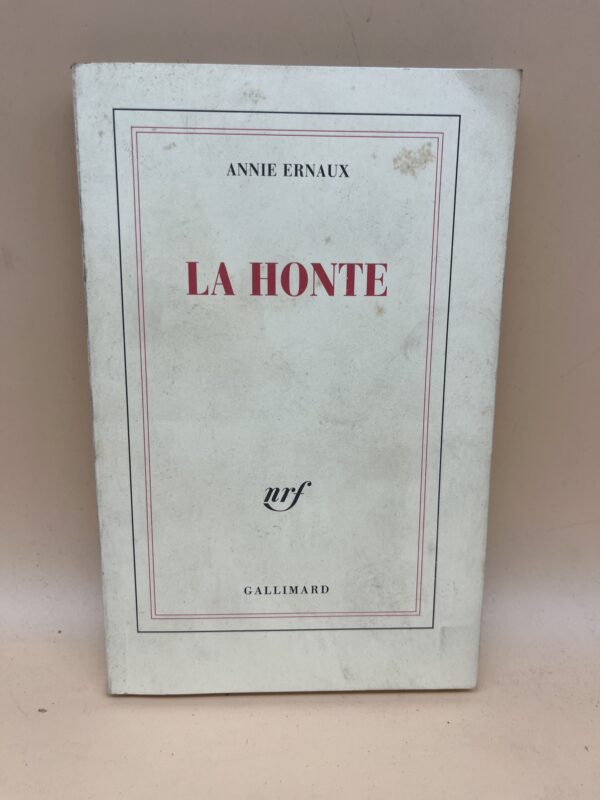 ANNIE ERNAUX
LA HONTE
nrf
GALLIMARD